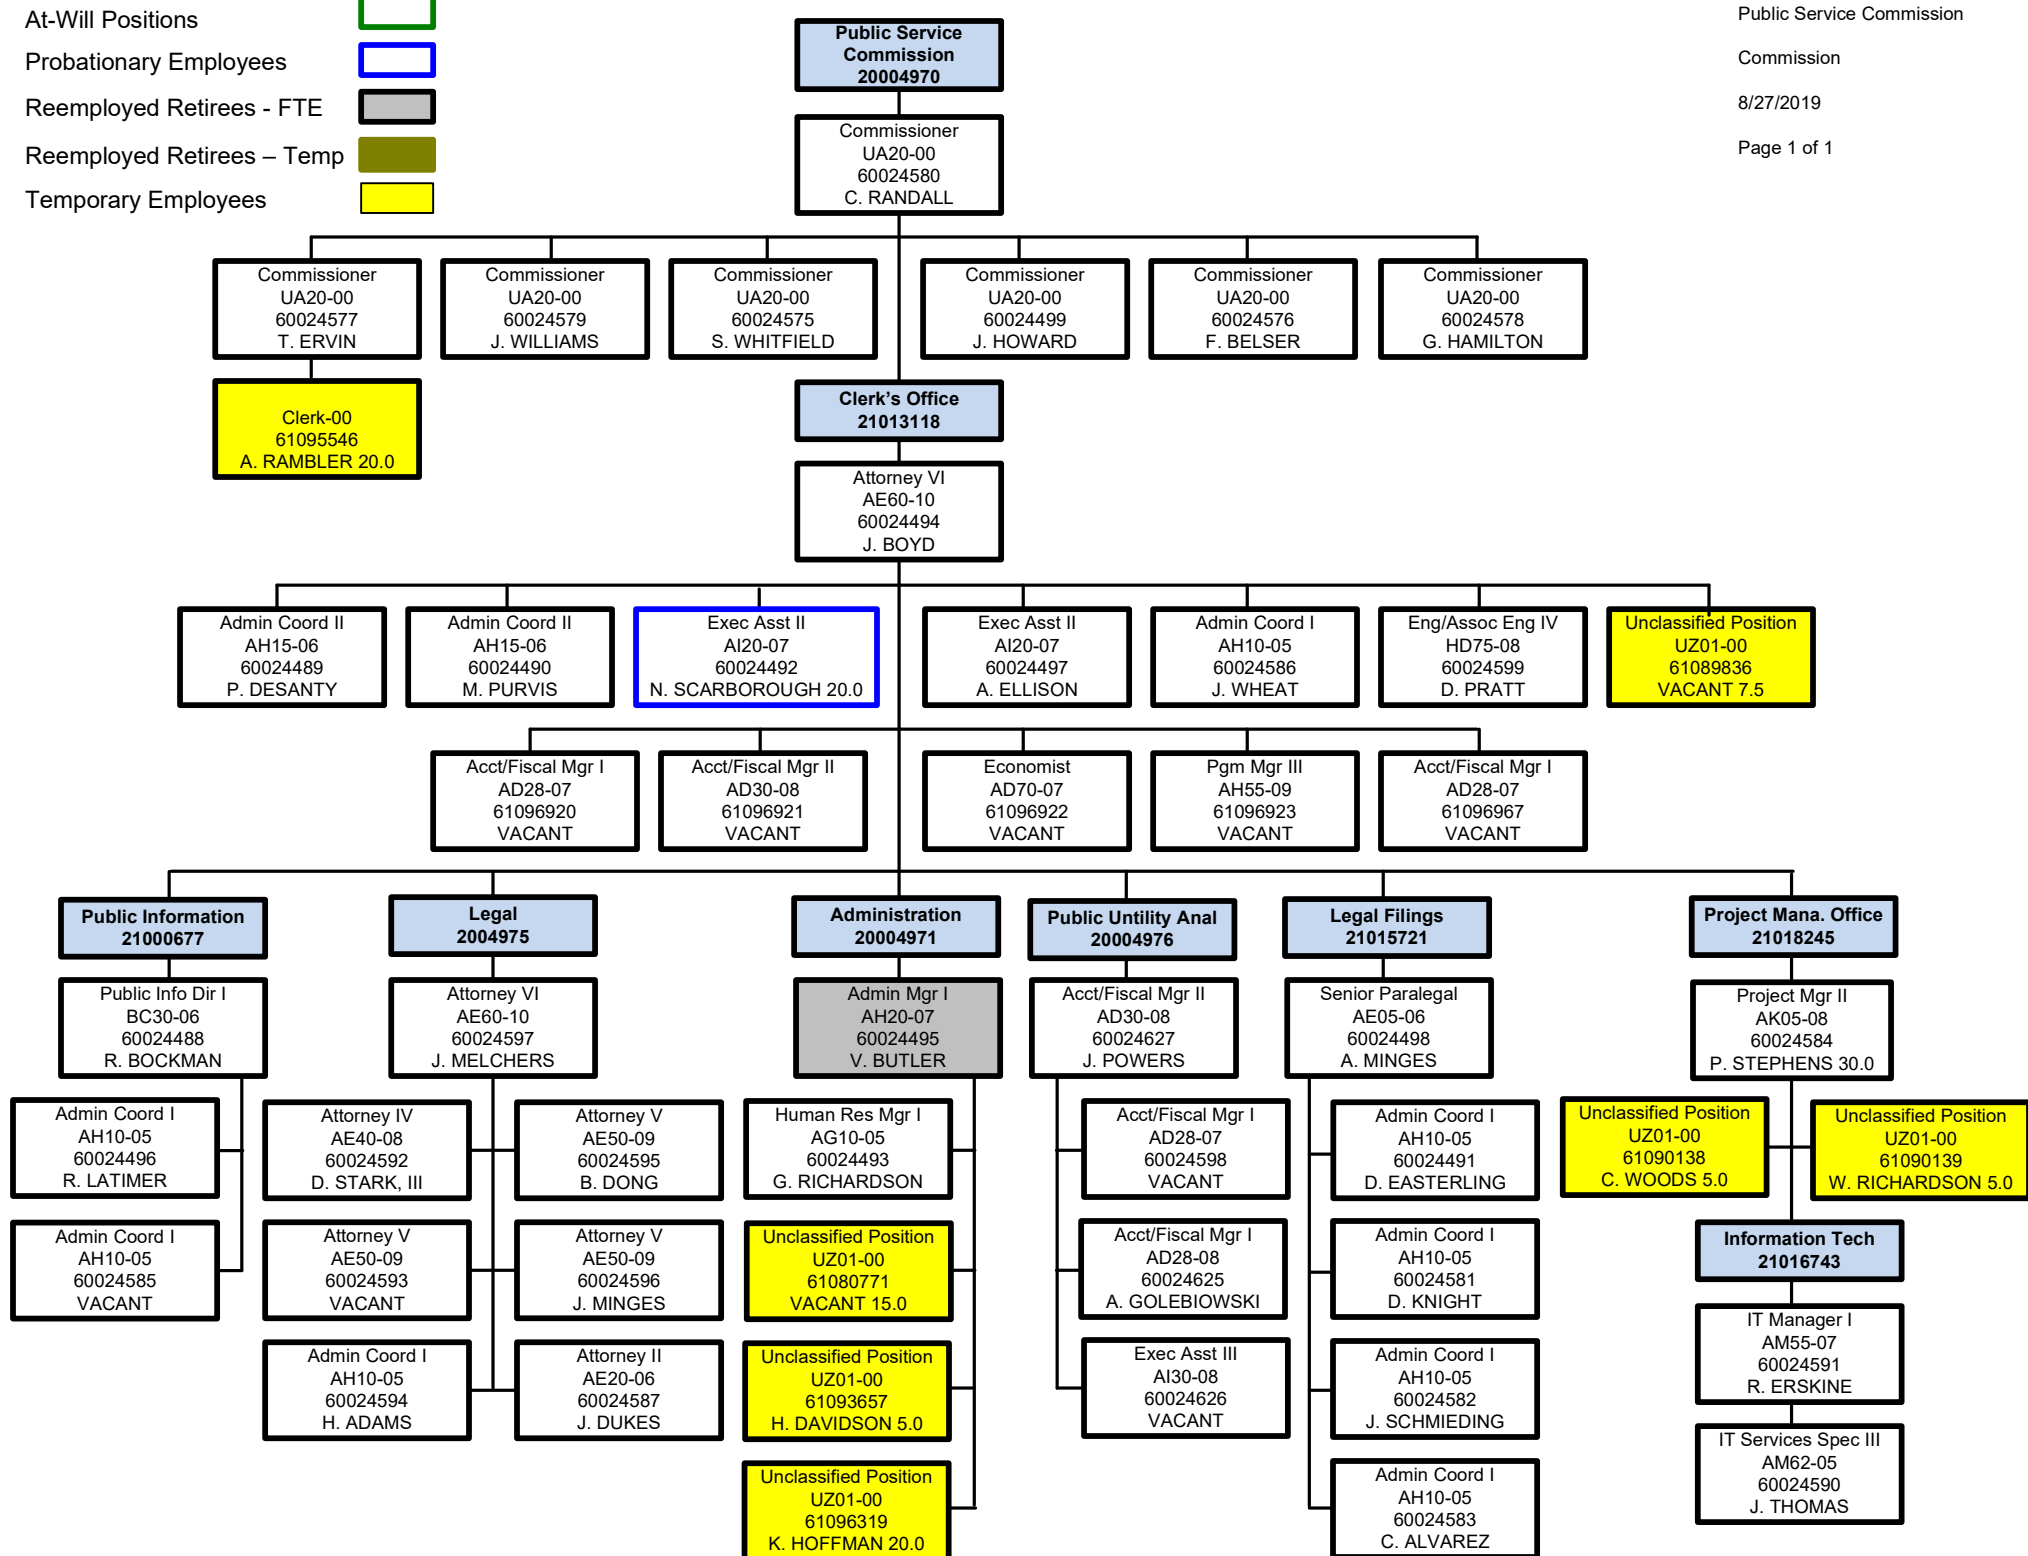 At-Will Positions
Probationary Employees
Reemployed Retirees - FTE
Reemployed Retirees – Temp
Temporary Employees
Public Service Commission
Commission
8/27/2019
Page 1 of 1
Public Service
Commission
20004970
Commissioner
UA20-00
60024580
C. RANDALL
Commissioner
UA20-00
60024577
T. ERVIN
Commissioner
UA20-00
60024579
J. WILLIAMS
Commissioner
UA20-00
60024575
S. WHITFIELD
Commissioner
UA20-00
60024499
J. HOWARD
Commissioner
UA20-00
60024576
F. BELSER
Commissioner
UA20-00
60024578
G. HAMILTON
Clerk-00
61095546
A. RAMBLER 20.0
Clerk’s Office
21013118
Attorney VI
AE60-10
60024494
J. BOYD
Admin Coord II
AH15-06
60024489
P. DESANTY
Admin Coord II
AH15-06
60024490
M. PURVIS
Exec Asst II
AI20-07
60024492
N. SCARBOROUGH 20.0
Exec Asst II
AI20-07
60024497
A. ELLISON
Admin Coord I
AH10-05
60024586
J. WHEAT
Eng/Assoc Eng IV
HD75-08
60024599
D. PRATT
Unclassified Position
UZ01-00
61089836
VACANT 7.5
Acct/Fiscal Mgr I
AD28-07
61096920
VACANT
Acct/Fiscal Mgr II
AD30-08
61096921
VACANT
Economist
AD70-07
61096922
VACANT
Pgm Mgr III
AH55-09
61096923
VACANT
Acct/Fiscal Mgr I
AD28-07
61096967
VACANT
Public Information
21000677
Public Info Dir I
BC30-06
60024488
R. BOCKMAN
Admin Coord I
AH10-05
60024496
R. LATIMER
Admin Coord I
AH10-05
60024585
VACANT
Legal
2004975
Attorney VI
AE60-10
60024597
J. MELCHERS
Attorney IV
AE40-08
60024592
D. STARK, III
Attorney V
AE50-09
60024595
B. DONG
Attorney V
AE50-09
60024593
VACANT
Attorney V
AE50-09
60024596
J. MINGES
Admin Coord I
AH10-05
60024594
H. ADAMS
Attorney II
AE20-06
60024587
J. DUKES
Administration
20004971
Admin Mgr I
AH20-07
60024495
V. BUTLER
Human Res Mgr I
AG10-05
60024493
G. RICHARDSON
Unclassified Position
UZ01-00
61080771
VACANT 15.0
Unclassified Position
UZ01-00
61093657
H. DAVIDSON 5.0
Unclassified Position
UZ01-00
61096319
K. HOFFMAN 20.0
Public Untility Anal
20004976
Acct/Fiscal Mgr II
AD30-08
60024627
J. POWERS
Acct/Fiscal Mgr I
AD28-07
60024598
VACANT
Acct/Fiscal Mgr I
AD28-08
60024625
A. GOLEBIOWSKI
Exec Asst III
AI30-08
60024626
VACANT
Legal Filings
21015721
Senior Paralegal
AE05-06
60024498
A. MINGES
Admin Coord I
AH10-05
60024491
D. EASTERLING
Admin Coord I
AH10-05
60024581
D. KNIGHT
Admin Coord I
AH10-05
60024582
J. SCHMIEDING
Admin Coord I
AH10-05
60024583
C. ALVAREZ
Project Mana. Office
21018245
Project Mgr II
AK05-08
60024584
P. STEPHENS 30.0
Unclassified Position
UZ01-00
61090138
C. WOODS 5.0
Unclassified Position
UZ01-00
61090139
W. RICHARDSON 5.0
Information Tech
21016743
IT Manager I
AM55-07
60024591
R. ERSKINE
IT Services Spec III
AM62-05
60024590
J. THOMAS